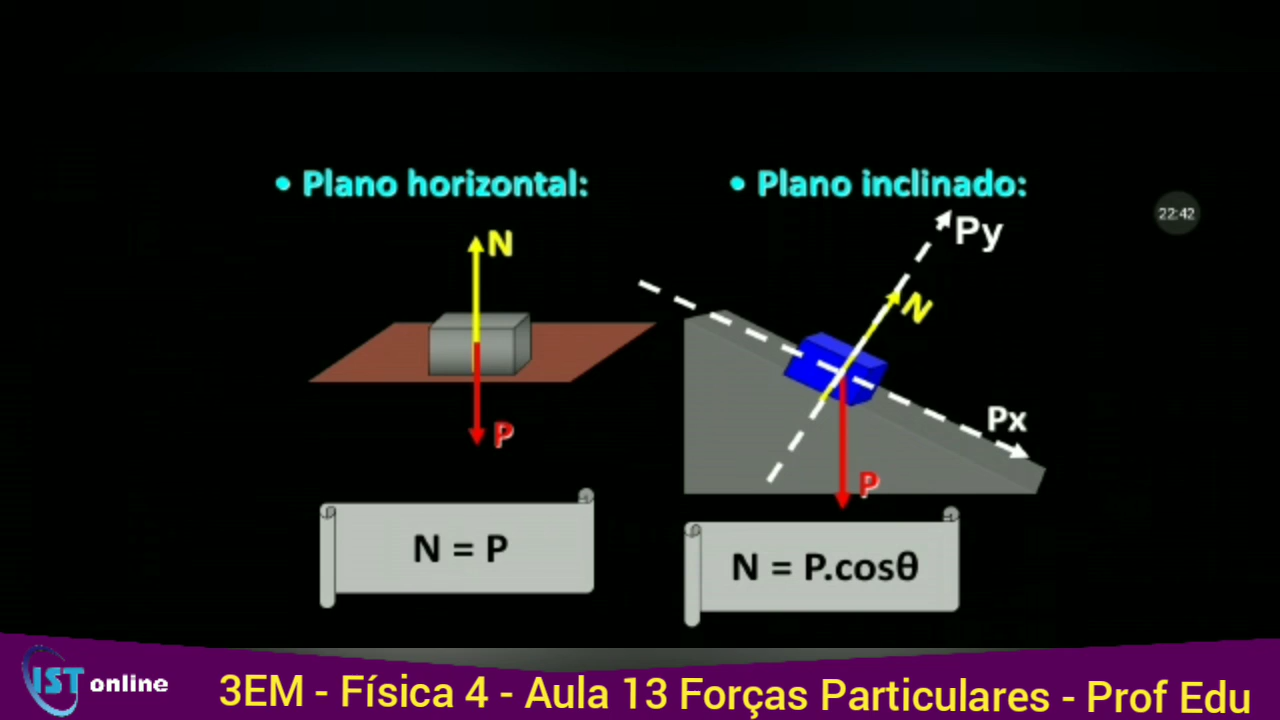 • Plano horizontal:
• Plano inclinado:
22:42
N
P
N = P
Py
N
Px
P
N = P.cosθ
IST online
3EM - Física 4 - Aula 13 Forças Particulares - Prof Edu